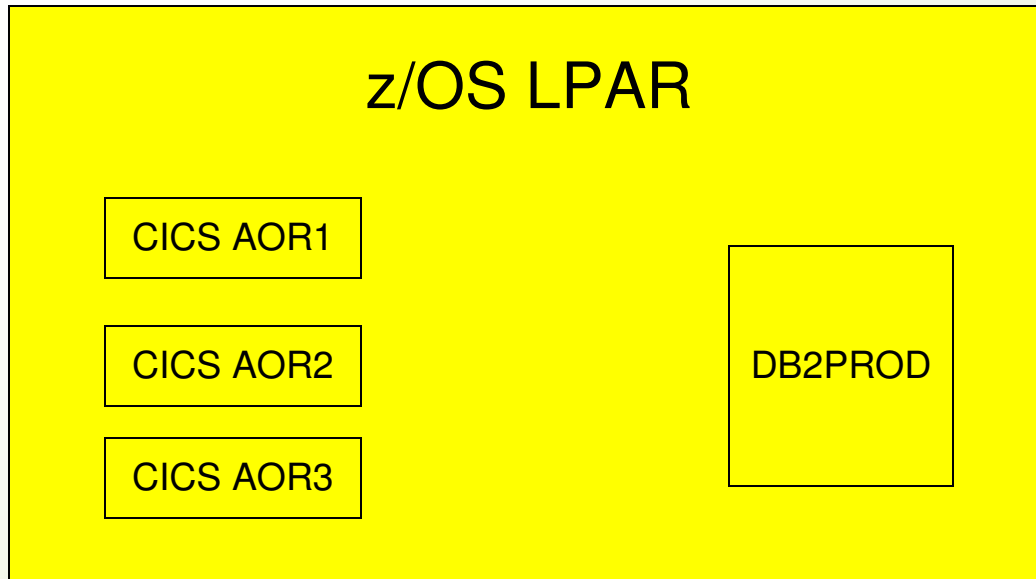 z/OS LPAR
CICS AOR1
CICS AOR2
DB2PROD
CICS AOR3